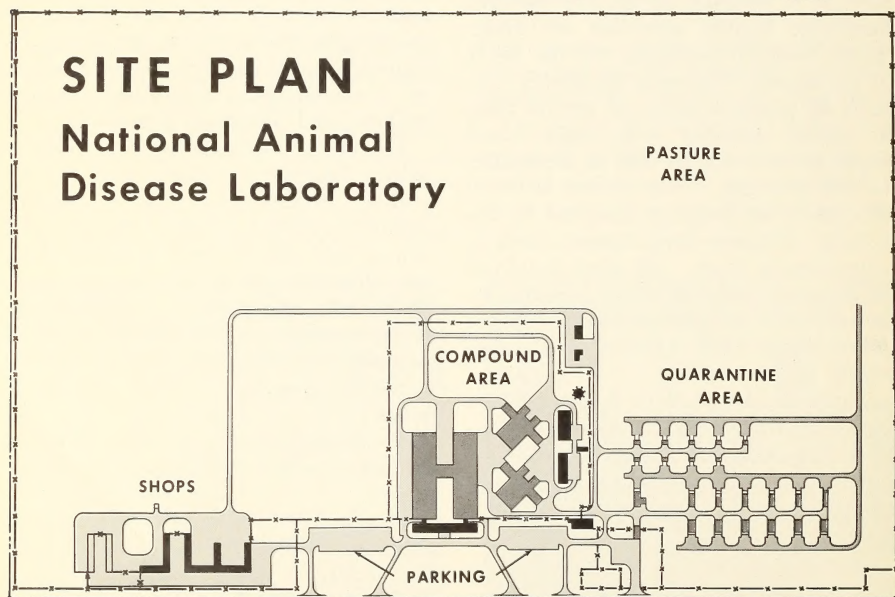 SITE PLAN
National Animal
Disease Laboratory
PASTURE
AREA
COMPOUND
AREA
QUARANTINE
AREA
SHOPS
PARKING